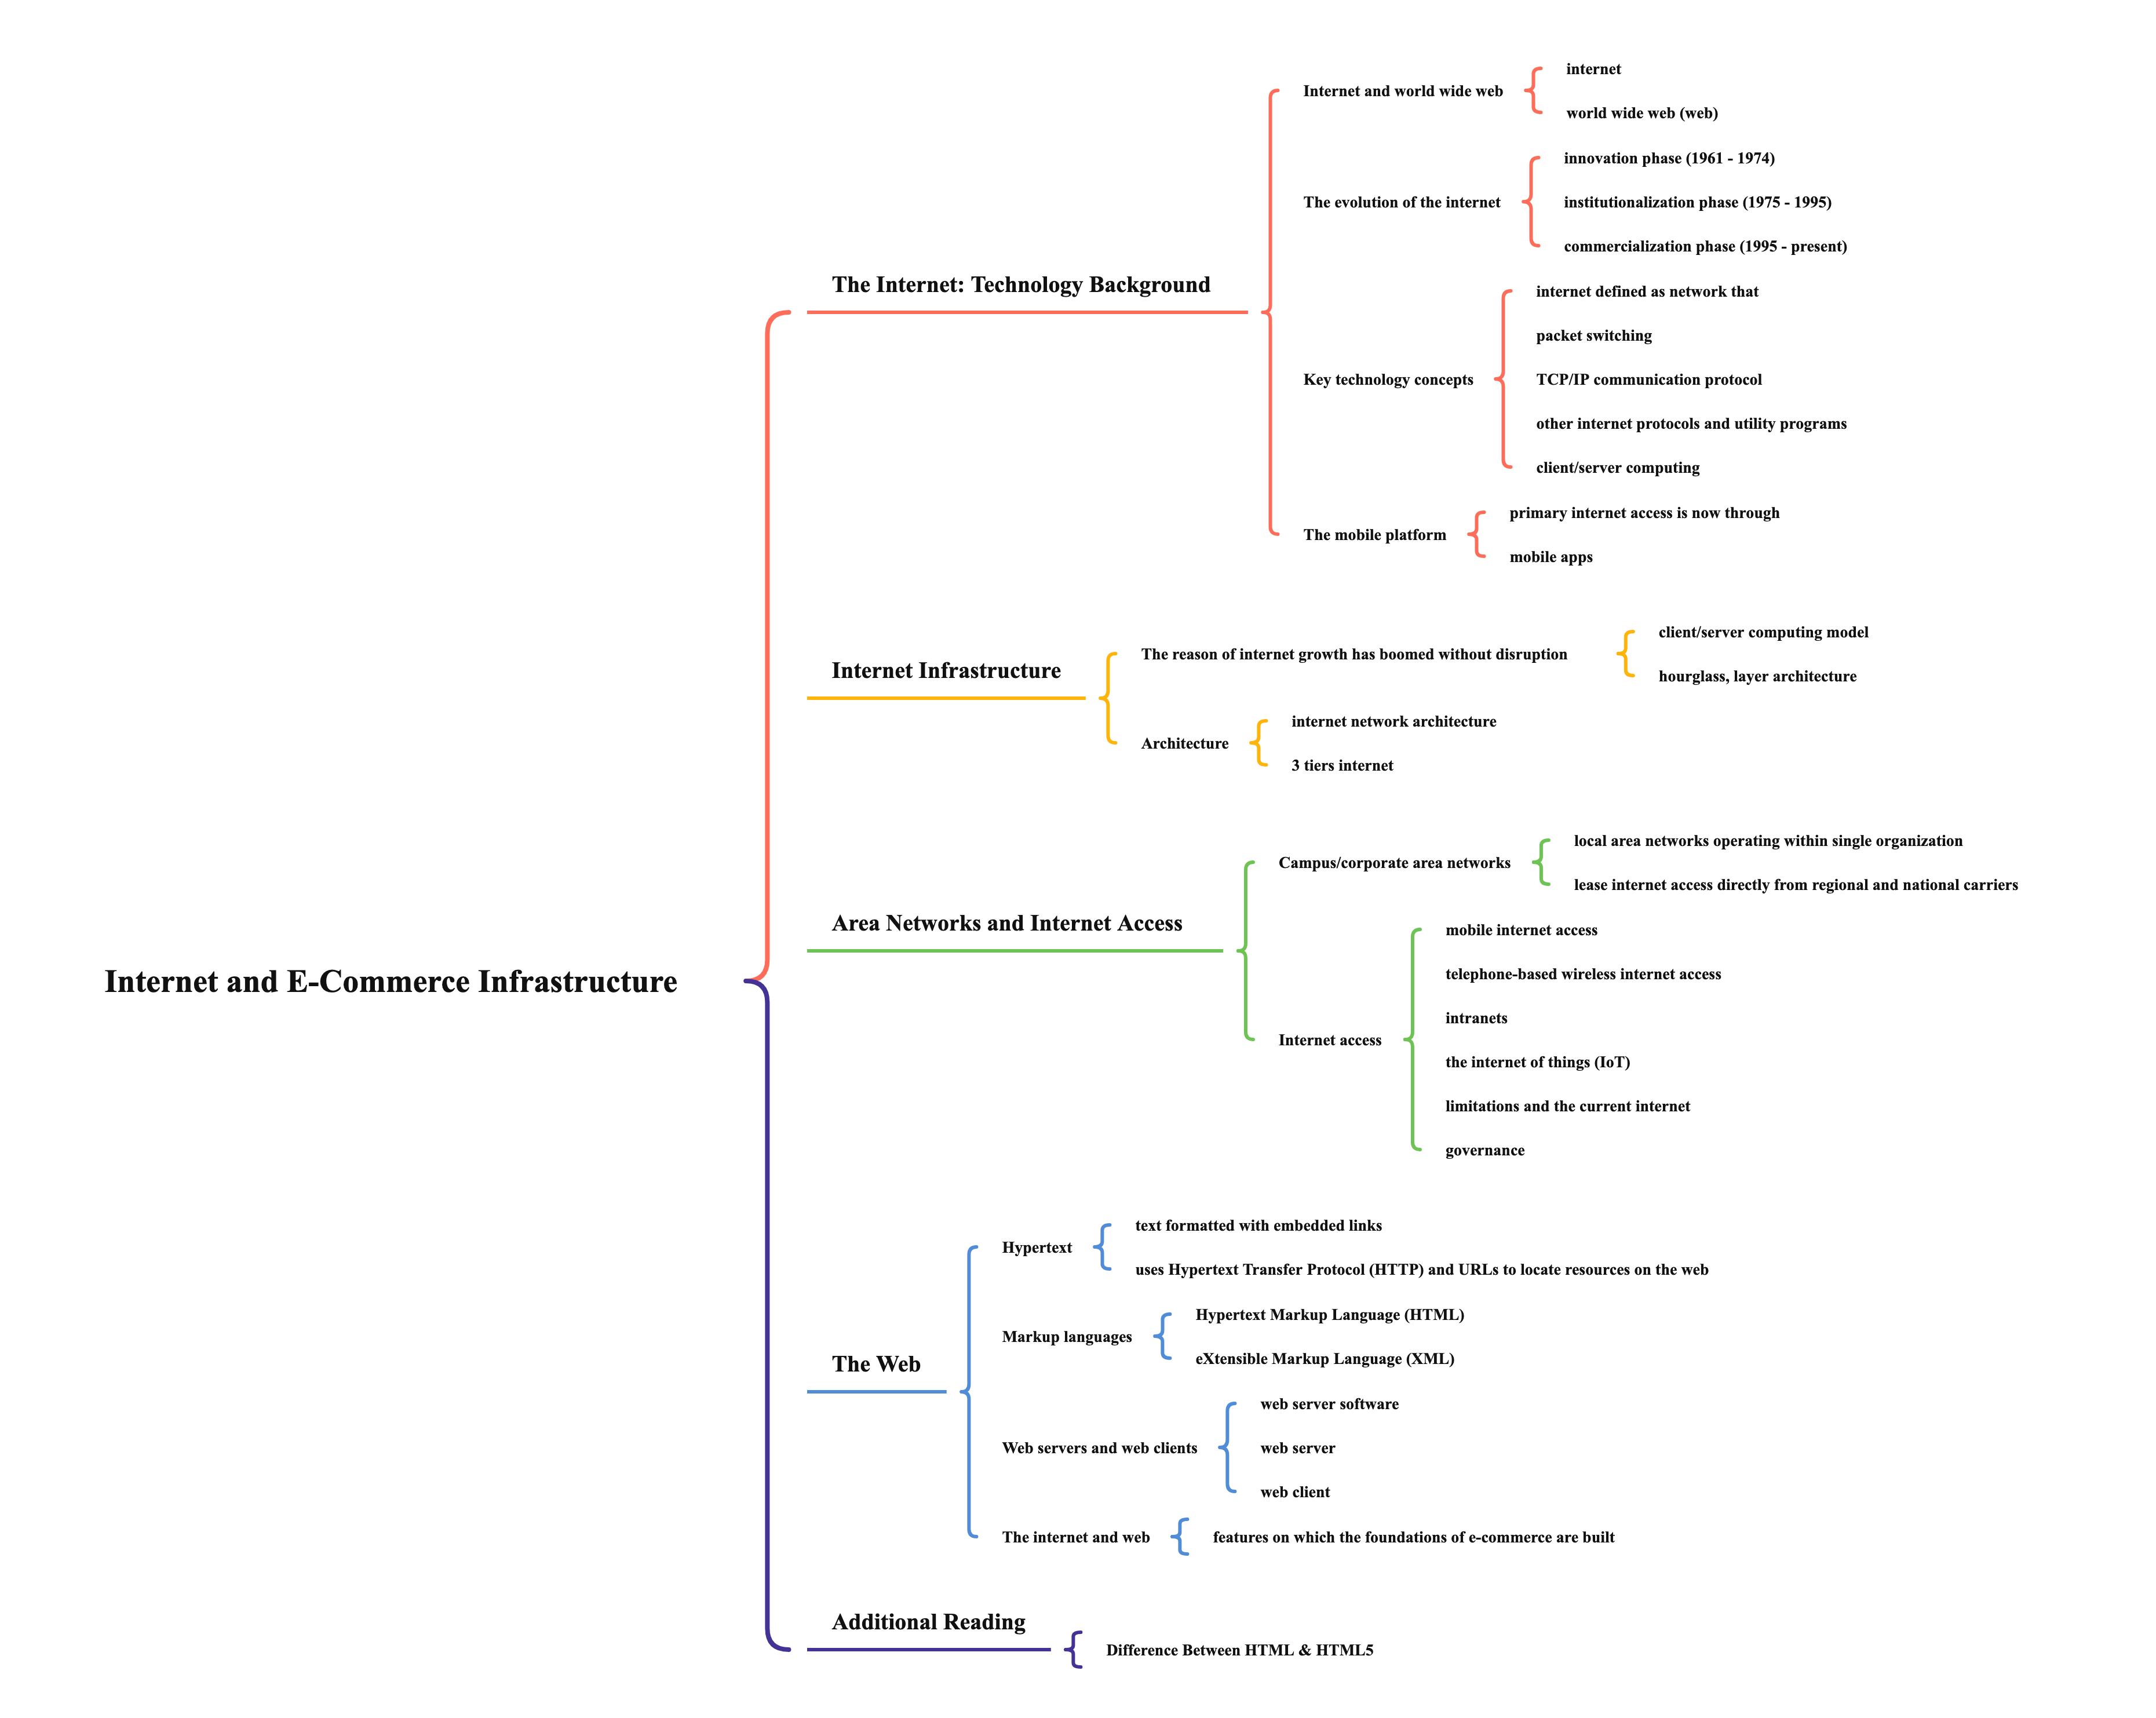 Internet and E-Commerce Infrastructure
The Internet: Technology Background
Internet and world wide web
internet
world wide web (web)
The evolution of the internet
innovation phase (1961 - 1974)
institutionalization phase (1975 - 1995)
commercialization phase (1995 - present)
Key technology concepts
internet defined as network that
packet switching
TCP/IP communication protocol
other internet protocols and utility programs
client/server computing
The mobile platform
primary internet access is now through
mobile apps
Internet Infrastructure
The reason of internet growth has boomed without disruption
client/server computing model
hourglass, layer architecture
Architecture
internet network architecture
3 tiers internet
Area Networks and Internet Access
Campus/corporate area networks
local area networks operating within single organization
lease internet access directly from regional and national carriers
Internet access
mobile internet access
telephone-based wireless internet access
intranets
the internet of things (IoT)
limitations and the current internet
governance
The Web
Hypertext
text formatted with embedded links
uses Hypertext Transfer Protocol (HTTP) and URLs to locate resources on the web
Markup languages
Hypertext Markup Language (HTML)
eXtensible Markup Language (XML)
Web servers and web clients
web server software
web server
web client
The internet and web
features on which the foundations of e-commerce are built
Additional Reading
Difference Between HTML & HTML5